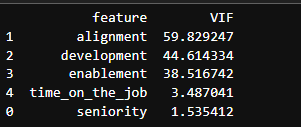 feature VIF
1 alignment 59.829247
2 development 44.614334
3 enablement 38.516742
4 time_on_the_job 3.487041
0 seniority 1.535412